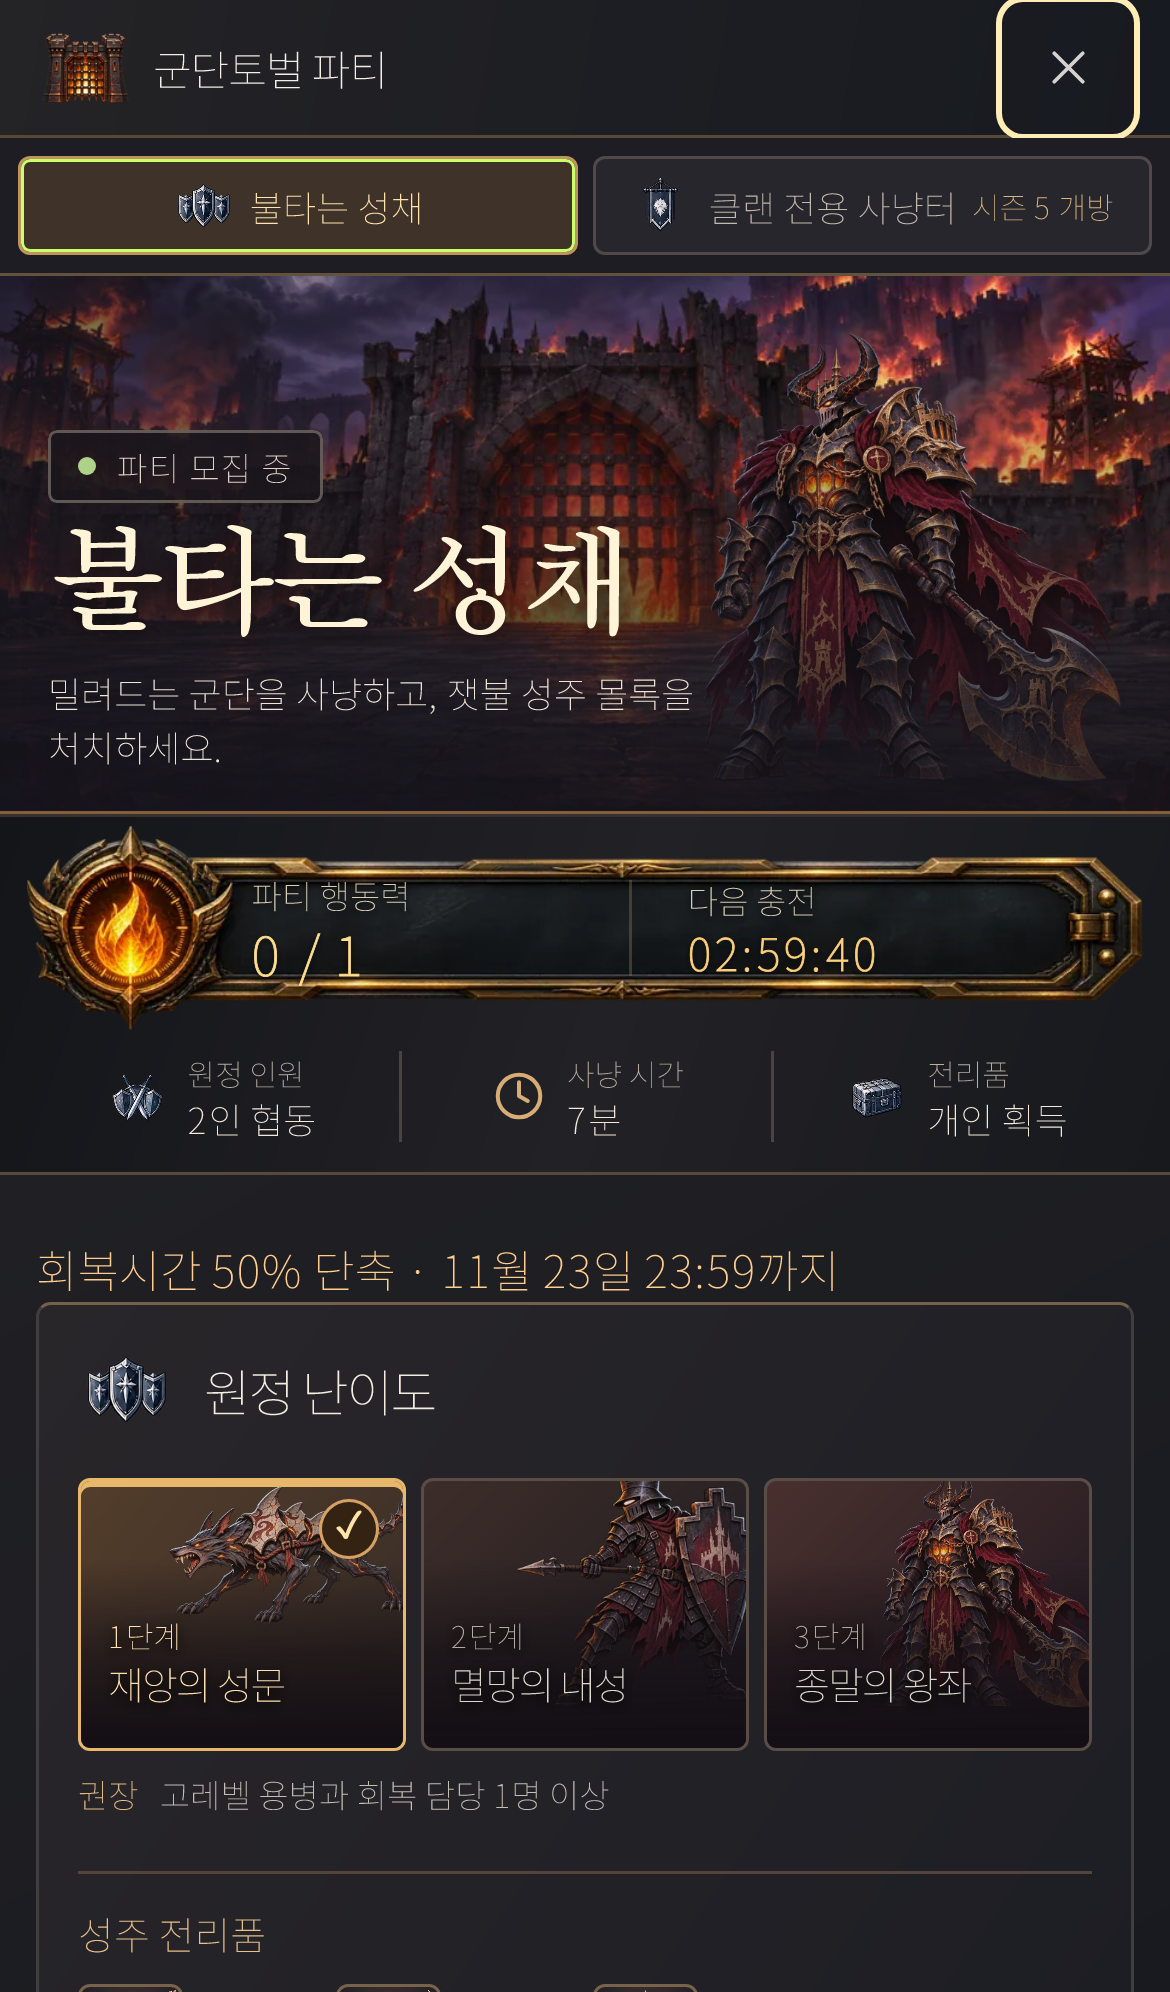 군단토벌 파티
불타는 성채
클랜 전용 사냥터 시즌 5 개방
파티 모집 중
불타는 성채
밀려드는 군단을 사냥하고, 잿불 성주 몰록을
처치하세요.
파티 행동력
0 / 1
다음 충전
02:59:40
원정 인원
2인 협동
사냥 시간
7분
전리품
개인 획득
회복시간 50% 단축 · 11월 23일 23:59까지
원정 난이도
1단계
재앙의 성문
2단계
멸망의 내성
3단계
종말의 왕좌
권장 고레벨 용병과 회복 담당 1명 이상
성주 전리품